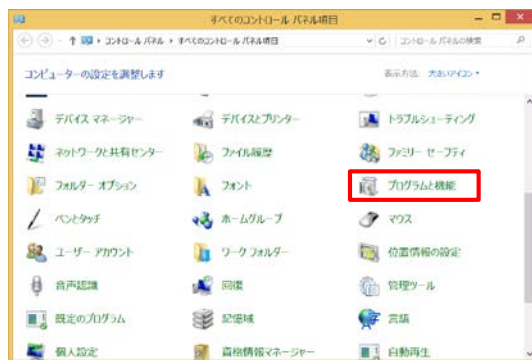 すべてのコントロール パネル項目
コントロール パネル ▸ すべてのコントロール パネル項目
コントロール パネルの検索
コンピューターの設定を調整します
表示方法: 大きいアイコン
デバイス マネージャー
デバイスとプリンター
トラブルシューティング
ネットワークと共有センター
ファイル履歴
ファミリー セーフティ
フォルダー オプション
フォント
プログラムと機能
ペンとタッチ
ホームグループ
マウス
ユーザー アカウント
ワーク フォルダー
位置情報の設定
音声認識
回復
管理ツール
既定のプログラム
記憶域
言語
個人設定
資格情報マネージャー
自動再生